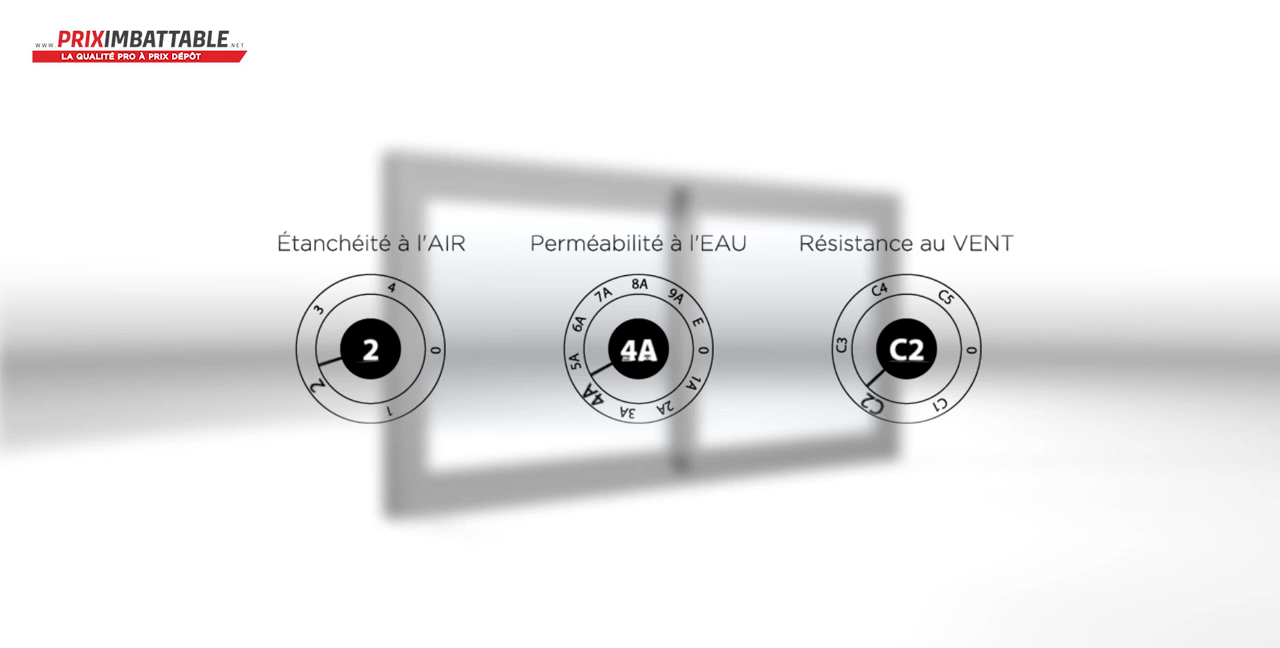 WWW.PRIXIMBATTABLE.NET
LA QUALITÉ PRO À PRIX DÉPÔT
Étanchéité à l'AIR
0
1
2
3
4
2
Perméabilité à l'EAU
0
1A
2A
3A
4A
5A
6A
7A
8A
9A
E
4A
Résistance au VENT
0
C1
C2
C3
C4
C5
C2